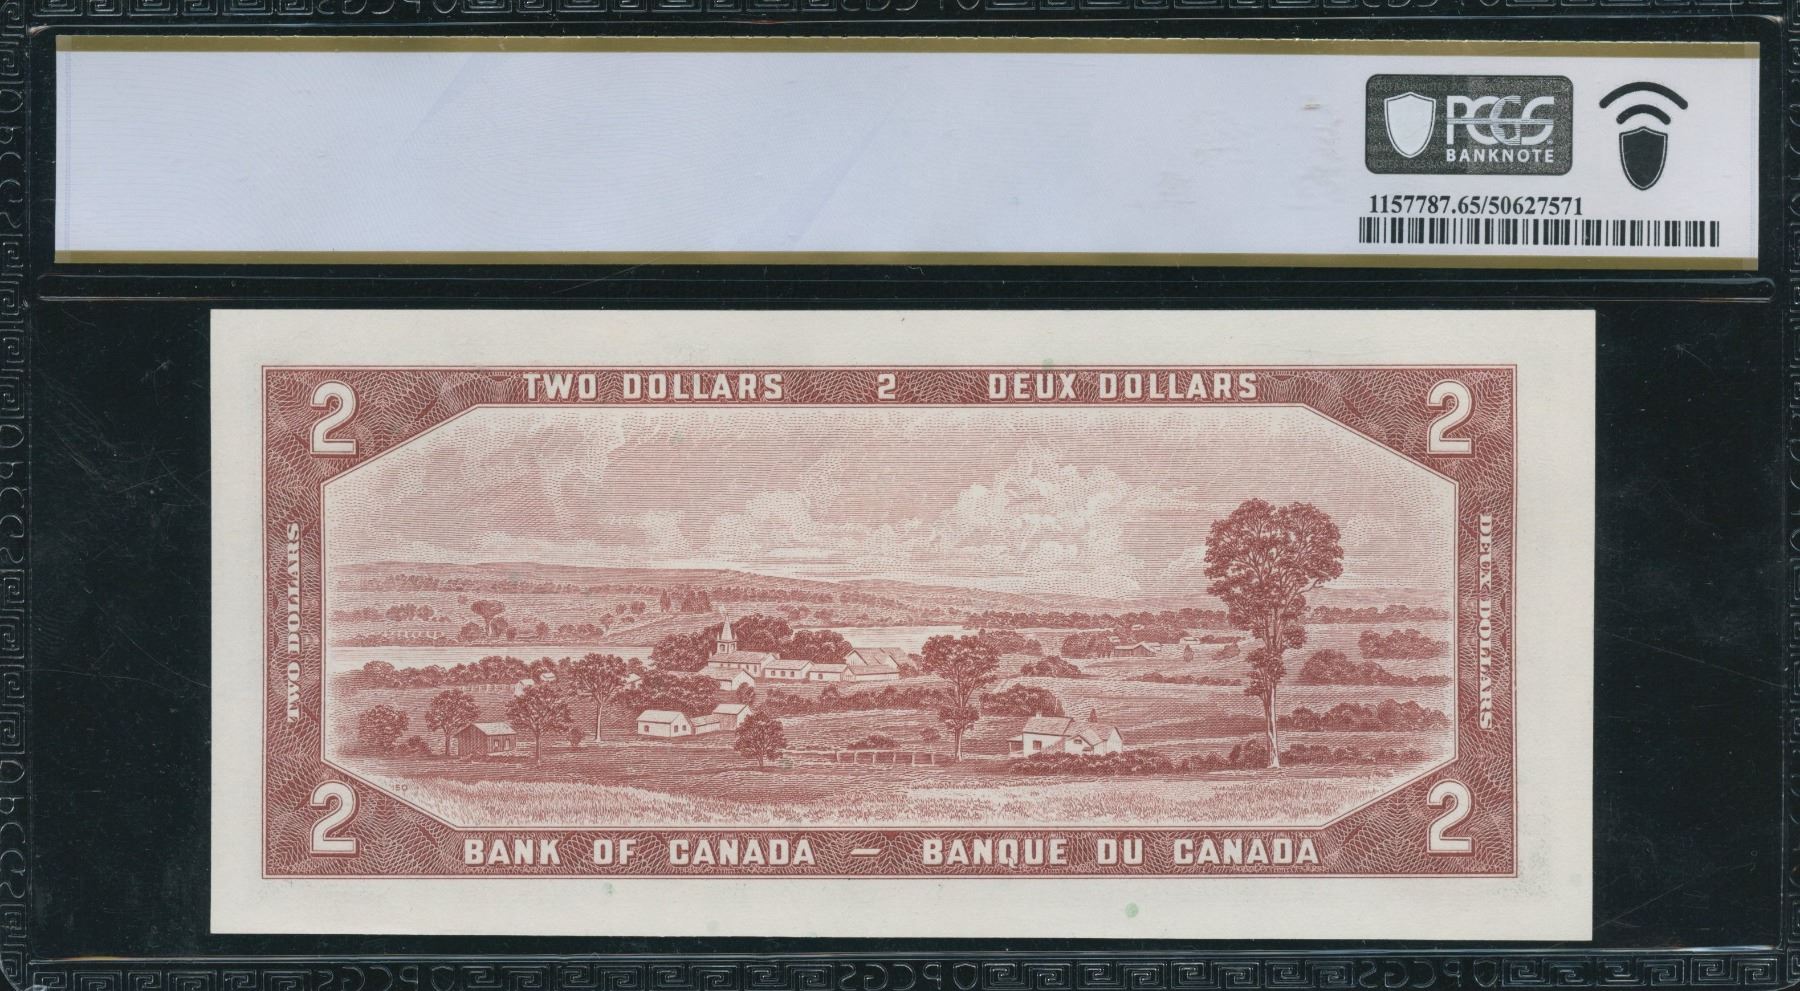 PCGS
BANKNOTE
1157787.65/50627571
TWO DOLLARS 2 DEUX DOLLARS
2 2
TWO DOLLARS
DEUX DOLLARS
2 2
BANK OF CANADA – BANQUE DU CANADA